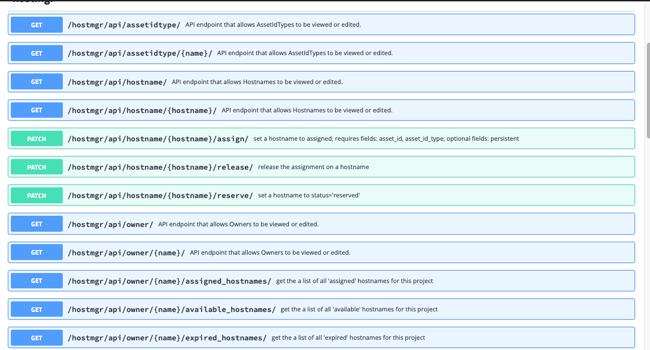 GET /hostmgr/api/assetidtype/ API endpoint that allows AssetIdTypes to be viewed or edited.
GET /hostmgr/api/assetidtype/{name}/ API endpoint that allows AssetIdTypes to be viewed or edited.
GET /hostmgr/api/hostname/ API endpoint that allows Hostnames to be viewed or edited.
GET /hostmgr/api/hostname/{hostname}/ API endpoint that allows Hostnames to be viewed or edited.
PATCH /hostmgr/api/hostname/{hostname}/assign/ set a hostname to assigned; requires fields: asset_id, asset_id_type; optional fields: persistent
PATCH /hostmgr/api/hostname/{hostname}/release/ release the assignment on a hostname
PATCH /hostmgr/api/hostname/{hostname}/reserve/ set a hostname to status='reserved'
GET /hostmgr/api/owner/ API endpoint that allows Owners to be viewed or edited.
GET /hostmgr/api/owner/{name}/ API endpoint that allows Owners to be viewed or edited.
GET /hostmgr/api/owner/{name}/assigned_hostnames/ get the a list of all 'assigned' hostnames for this project
GET /hostmgr/api/owner/{name}/available_hostnames/ get the a list of all 'available' hostnames for this project
GET /hostmgr/api/owner/{name}/expired_hostnames/ get the a list of all 'expired' hostnames for this project